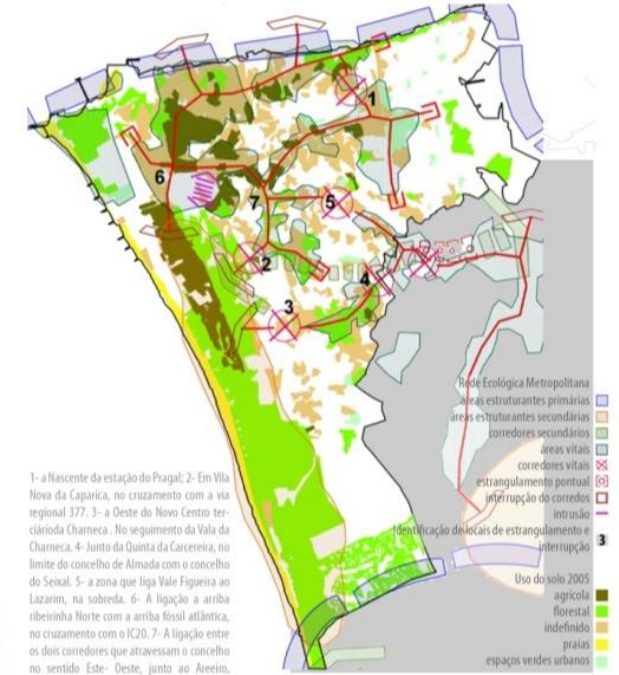 1
6
7
5
2
4
3
Rede Ecológica Metropolitana
áreas estruturantes primárias
áreas estruturantes secundárias
corredores secundários
áreas vitais
corredores vitais
estrangulamento pontual
interrupção do corredos
intrusão
Identificação de locais de estrangulamento e
interrupção
3
Uso do solo 2005
agrícola
florestal
indefinido
praias
espaços verdes urbanos
1- a Nascente da estação do Pragal; 2- Em Vila
Nova da Caparica, no cruzamento com a via
regional 377. 3- a Oeste do Novo Centro ter-
ciárioda Charneca . No seguimento da Vala da
Charneca. 4- Junto da Quinta da Carcereira, no
limite do concelho de Almada com o concelho
do Seixal. 5- a zona que liga Vale Figueira ao
Lazarim, na sobreda. 6- A ligação a arriba
ribeirinha Norte com a arriba fóssil atlântica,
no cruzamento com o IC20. 7- A ligação entre
os dois corredores que atravessam o concelho
no sentido Este- Oeste, junto ao Areeiro.